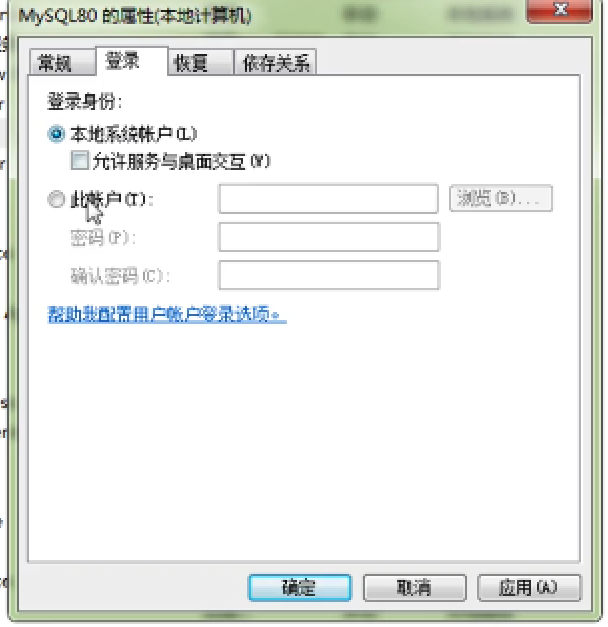 MySQL80 的属性(本地计算机)
常规 登录 恢复 依存关系
登录身份:
本地系统帐户(L)
允许服务与桌面交互(W)
此帐户(T): 浏览(B)...
密码(P):
确认密码(C):
帮助我配置用户帐户登录选项。
确定 取消 应用(A)